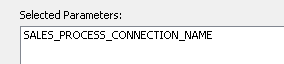 Selected Parameters:
SALES_PROCESS_CONNECTION_NAME